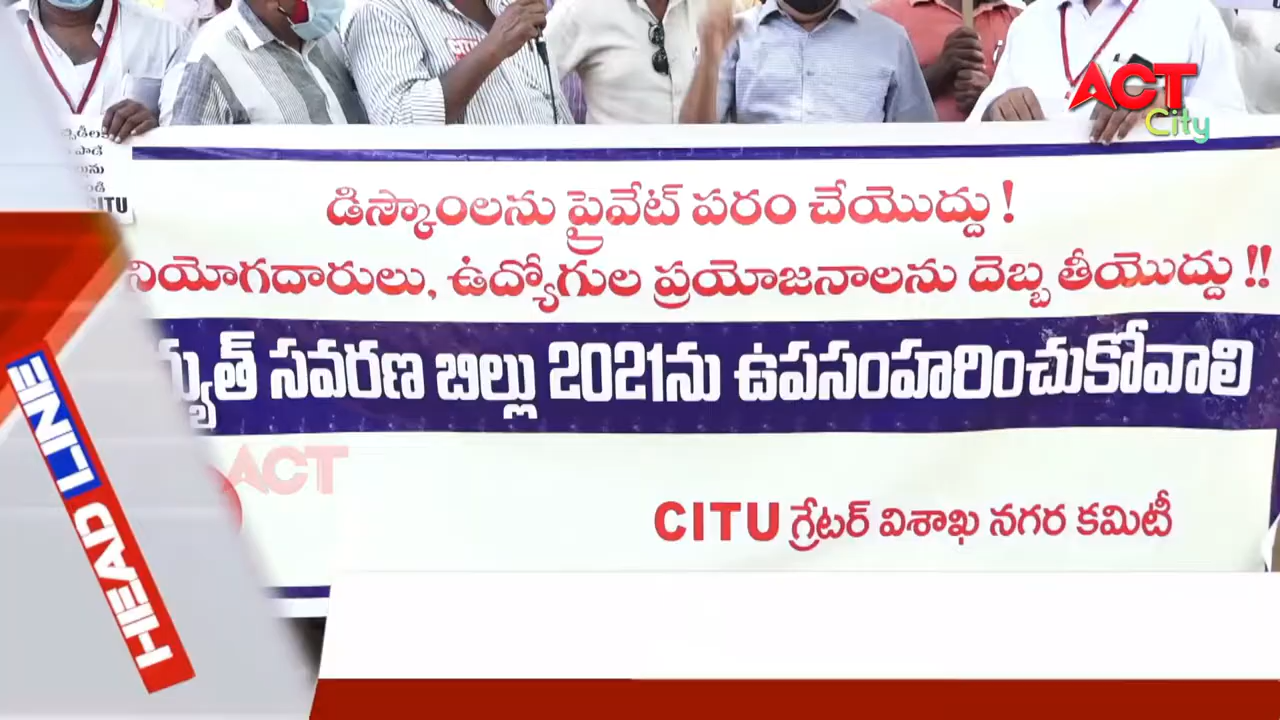 ACT
City
CITU
డిస్కాంలను ప్రైవేట్ పరం చేయొద్దు !
నియోగదారులు, ఉద్యోగుల ప్రయోజనాలను దెబ్బ తీయొద్దు !!
సవరణ బిల్లు 2021ను ఉపసంహరించుకోవాలి
ACT
CITU గ్రేటర్ విశాఖ నగర కమిటీ
HEAD LINE